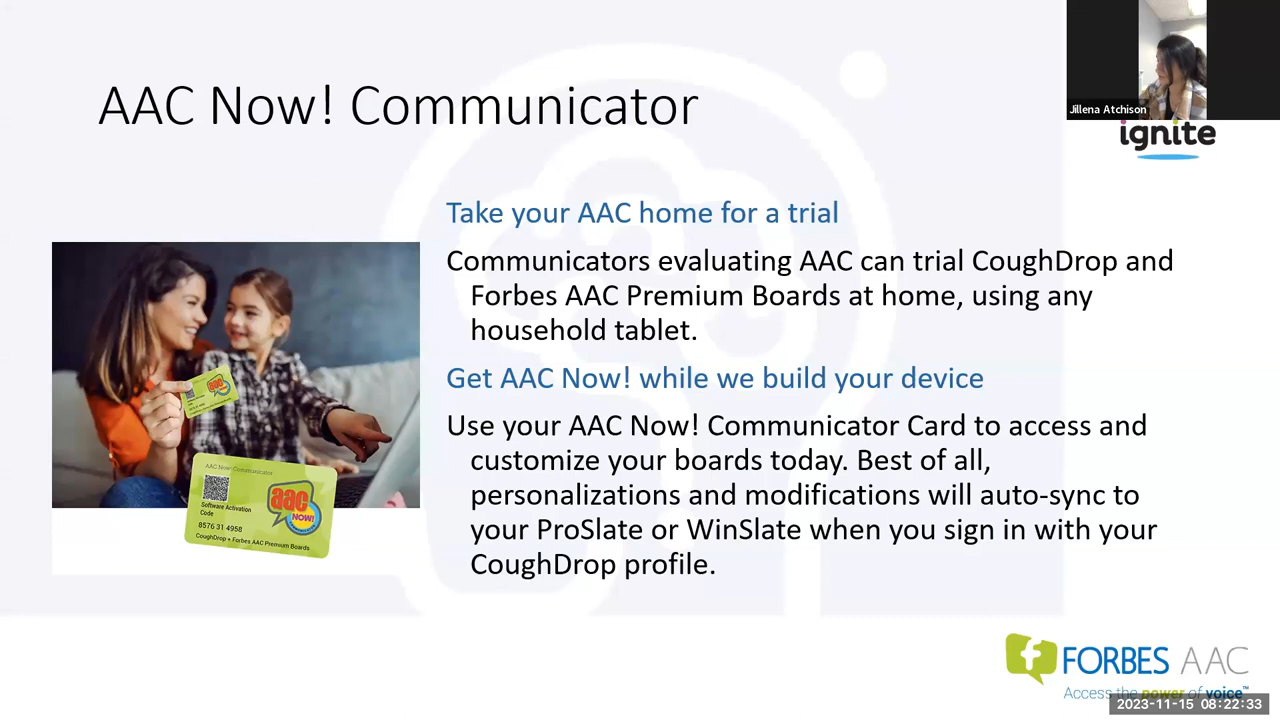 AAC Now! Communicator
Jillena Atchison
ignite
Take your AAC home for a trial
Communicators evaluating AAC can trial CoughDrop and
Forbes AAC Premium Boards at home, using any
household tablet.
Get AAC Now! while we build your device
Use your AAC Now! Communicator Card to access and
customize your boards today. Best of all,
personalizations and modifications will auto-sync to
your ProSlate or WinSlate when you sign in with your
CoughDrop profile.
AAC Now! Communicator
Software Activation
Code
8576 31 4958
CoughDrop + Forbes AAC Premium Boards
aac
NOW!
FORBES AAC
Access the power of voice™
2023-11-15 08:22:33